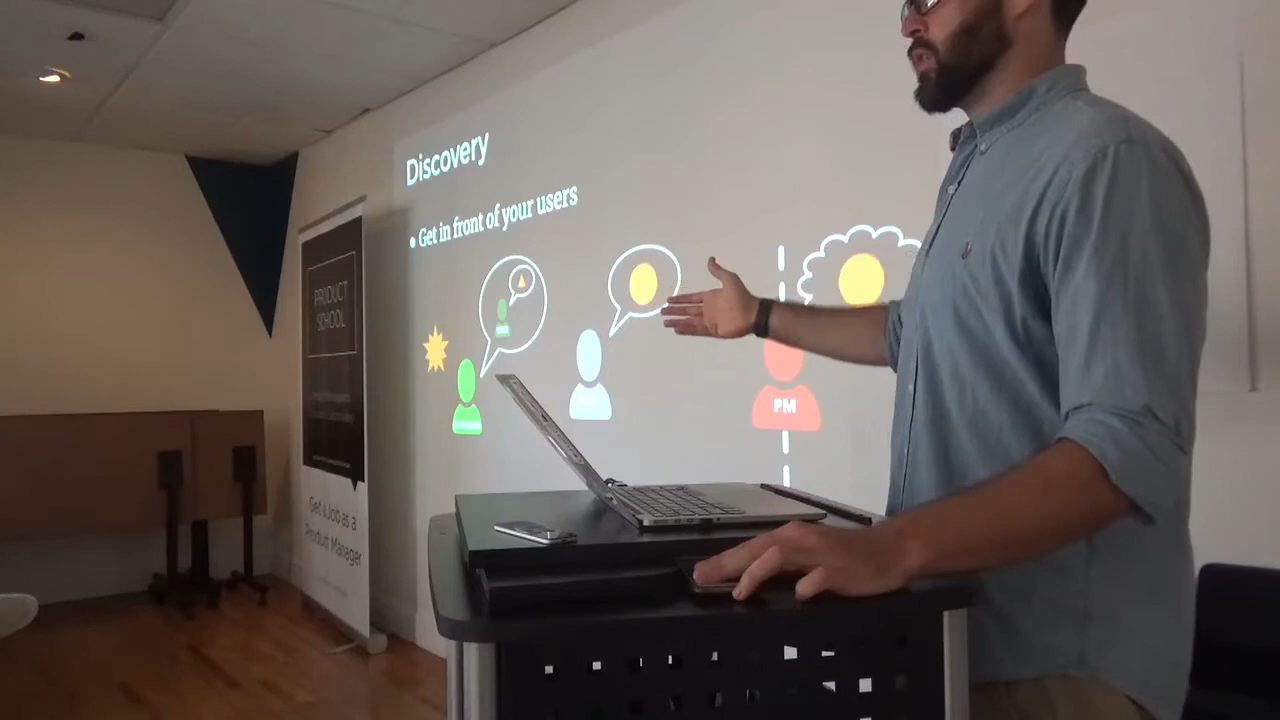 Discovery
• Get in front of your users
PM
PRODUCT
SCHOOL
Get a Job as a
Product Manager